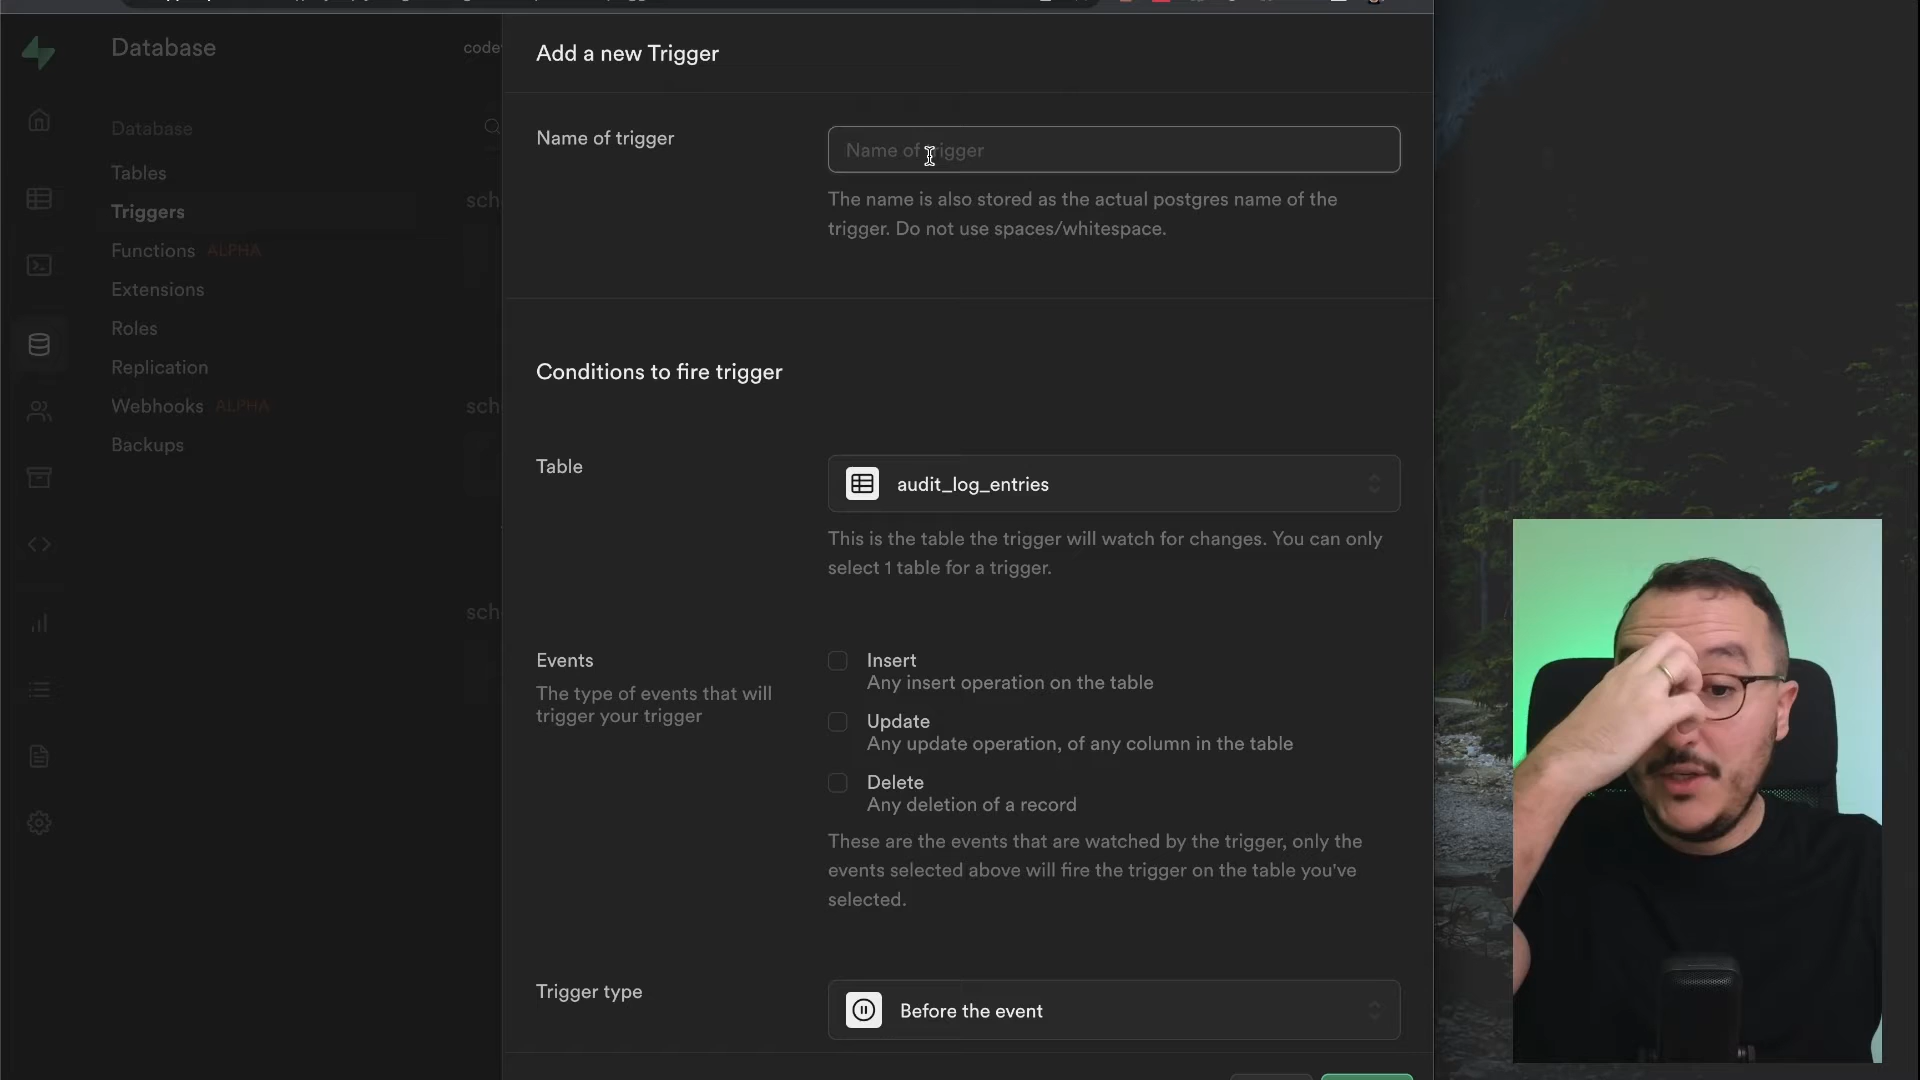 Database
code
Add a new Trigger
Database
Tables
Triggers
Functions ALPHA
Extensions
Roles
Replication
Webhooks ALPHA
Backups
sch
sch
sch
Name of trigger
Name of trigger
The name is also stored as the actual postgres name of the
trigger. Do not use spaces/whitespace.
Conditions to fire trigger
Table
audit_log_entries
This is the table the trigger will watch for changes. You can only
select 1 table for a trigger.
Events
The type of events that will
trigger your trigger
Insert
Any insert operation on the table
Update
Any update operation, of any column in the table
Delete
Any deletion of a record
These are the events that are watched by the trigger, only the
events selected above will fire the trigger on the table you've
selected.
Trigger type
Before the event